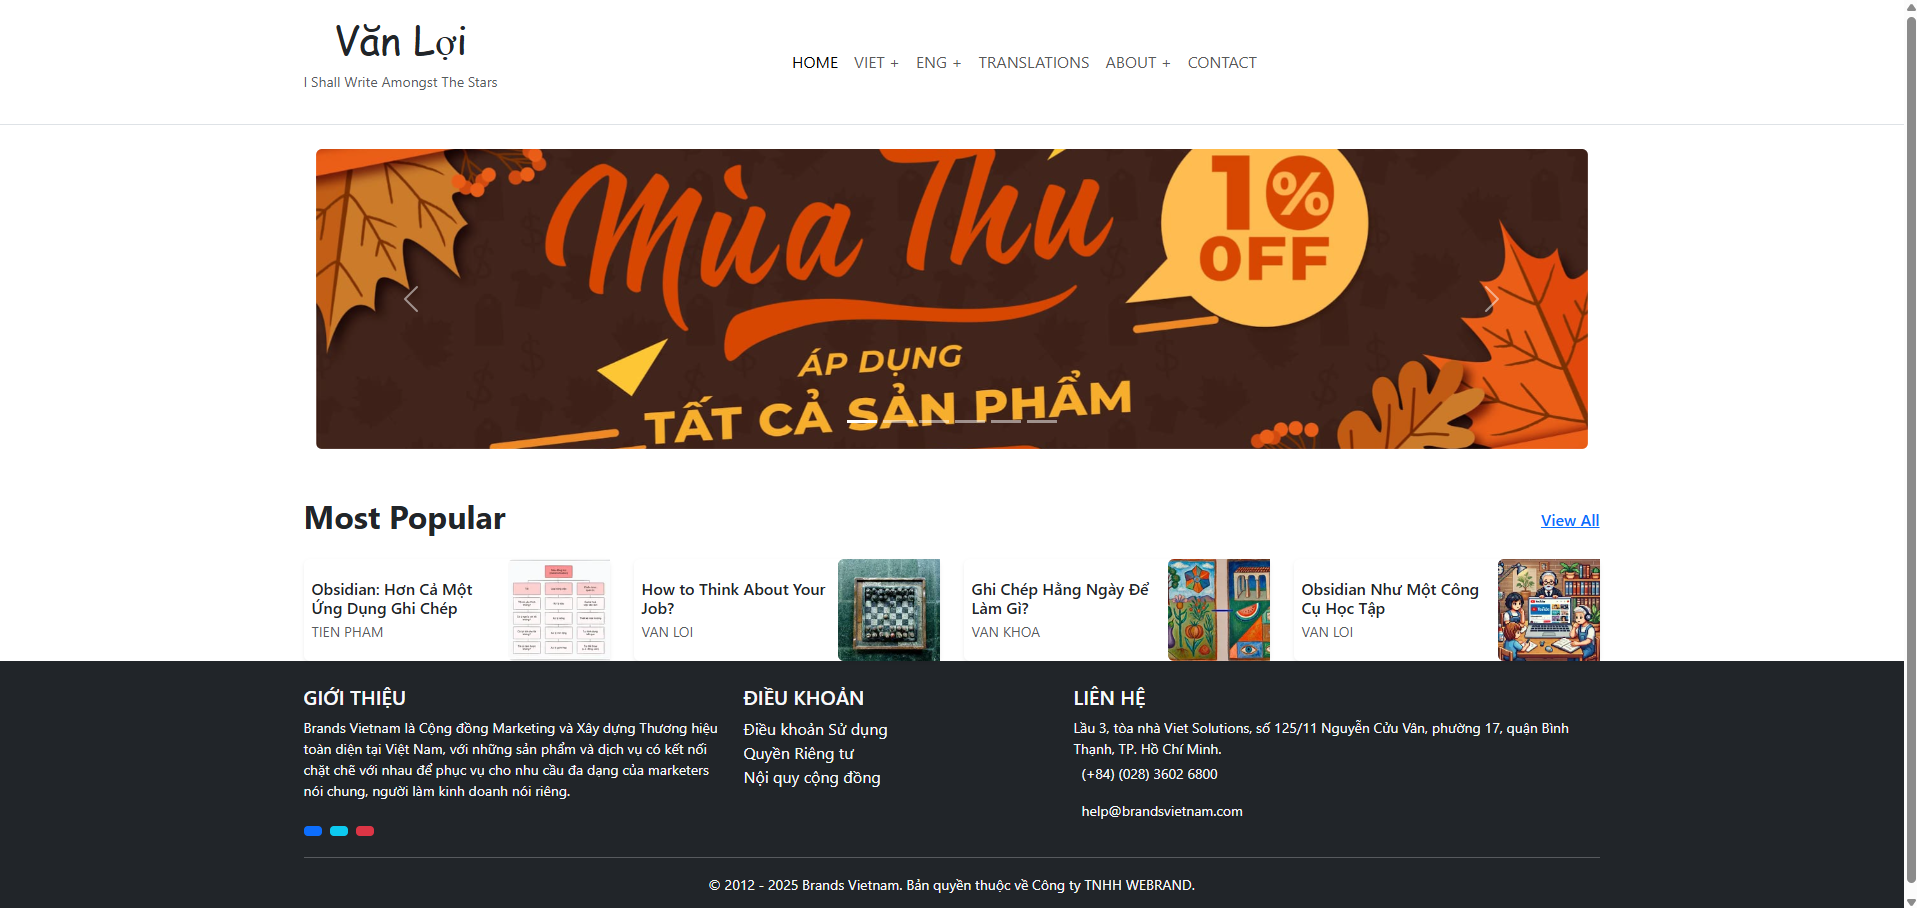 Văn Lợi
I Shall Write Amongst The Stars
HOME VIET + ENG + TRANSLATIONS ABOUT + CONTACT
Mùa Thu
10% OFF
ÁP DỤNG
TẤT CẢ SẢN PHẨM
Most Popular
View All
Obsidian: Hơn Cả Một
Ứng Dụng Ghi Chép
TIEN PHAM
How to Think About Your
Job?
VAN LOI
Ghi Chép Hằng Ngày Để
Làm Gì?
VAN KHOA
Obsidian Như Một Công
Cụ Học Tập
VAN LOI
GIỚI THIỆU
Brands Vietnam là Cộng đồng Marketing và Xây dựng Thương hiệu
toàn diện tại Việt Nam, với những sản phẩm và dịch vụ có kết nối
chặt chẽ với nhau để phục vụ cho nhu cầu đa dạng của marketers
nói chung, người làm kinh doanh nói riêng.
ĐIỀU KHOẢN
Điều khoản Sử dụng
Quyền Riêng tư
Nội quy cộng đồng
LIÊN HỆ
Lầu 3, tòa nhà Viet Solutions, số 125/11 Nguyễn Cửu Vân, phường 17, quận Bình
Thạnh, TP. Hồ Chí Minh.
(+84) (028) 3602 6800
help@brandsvietnam.com
© 2012 - 2025 Brands Vietnam. Bản quyền thuộc về Công ty TNHH WEBRAND.